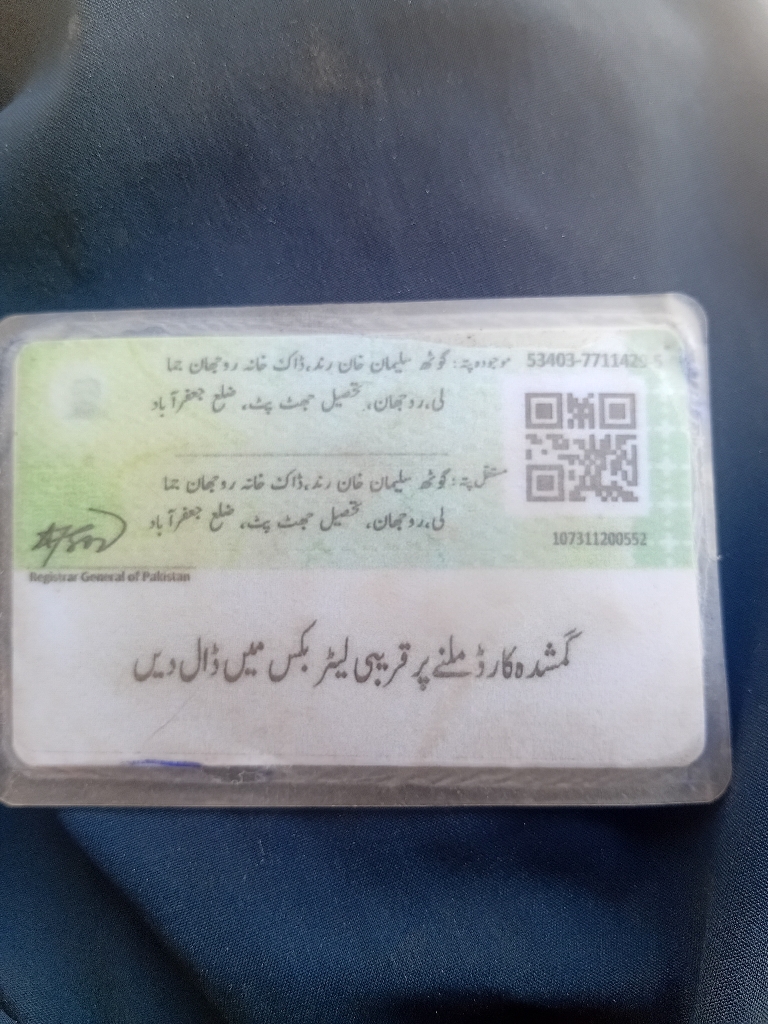 موجودہ پتہ: گوٹھ سلیمان خان رند، ڈاک خانہ روجھان جما
لی، روجھان، تحصیل جھٹ پٹ، ضلع جعفرآباد
53403-771142
مستقل پتہ: گوٹھ سلیمان خان رند، ڈاک خانہ روجھان جما
لی، روجھان، تحصیل جھٹ پٹ، ضلع جعفرآباد
107311200552
Registrar General of Pakistan
گمشدہ کارڈ ملنے پر قریبی لیٹر بکس میں ڈال دیں